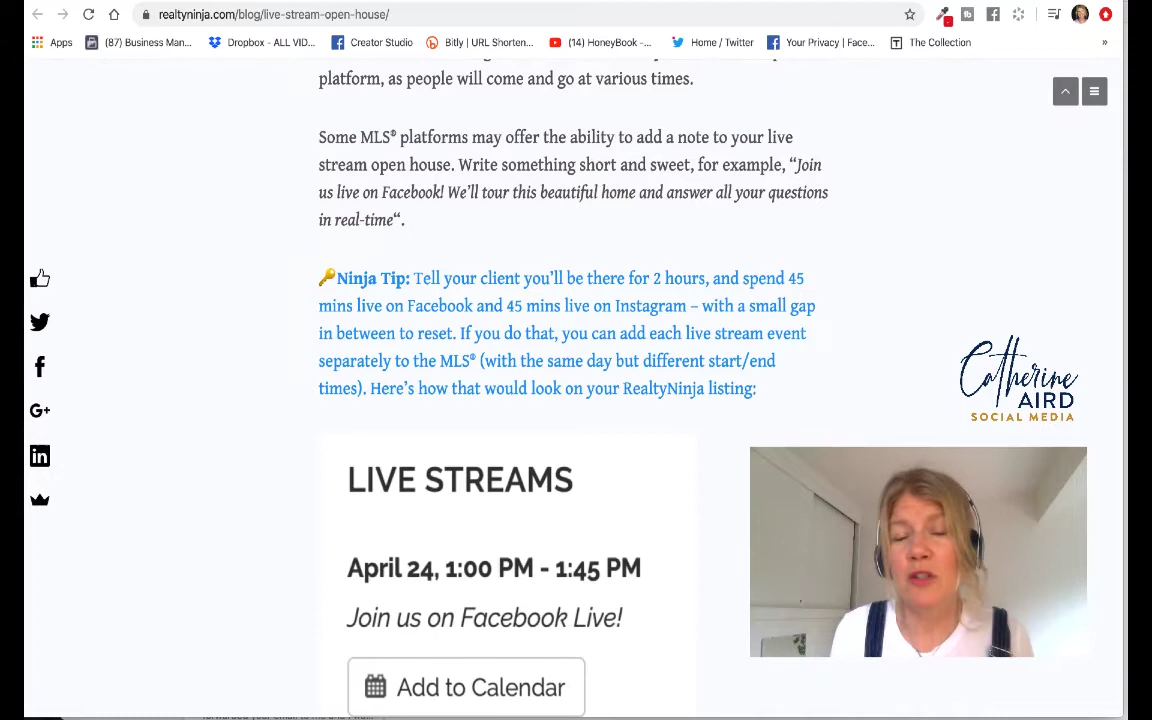 realtyninja.com/blog/live-stream-open-house/
Apps
(87) Business Man...
Dropbox - ALL VID...
Creator Studio
Bitly | URL Shorten...
(14) HoneyBook -...
Home / Twitter
Your Privacy | Face...
The Collection
»
platform, as people will come and go at various times.
Some MLS® platforms may offer the ability to add a note to your live
stream open house. Write something short and sweet, for example, “Join
us live on Facebook! We’ll tour this beautiful home and answer all your questions
in real-time“.
Ninja Tip: Tell your client you’ll be there for 2 hours, and spend 45
mins live on Facebook and 45 mins live on Instagram – with a small gap
in between to reset. If you do that, you can add each live stream event
separately to the MLS® (with the same day but different start/end
times). Here’s how that would look on your RealtyNinja listing:
Catherine
AIRD
SOCIAL MEDIA
LIVE STREAMS
April 24, 1:00 PM - 1:45 PM
Join us on Facebook Live!
Add to Calendar